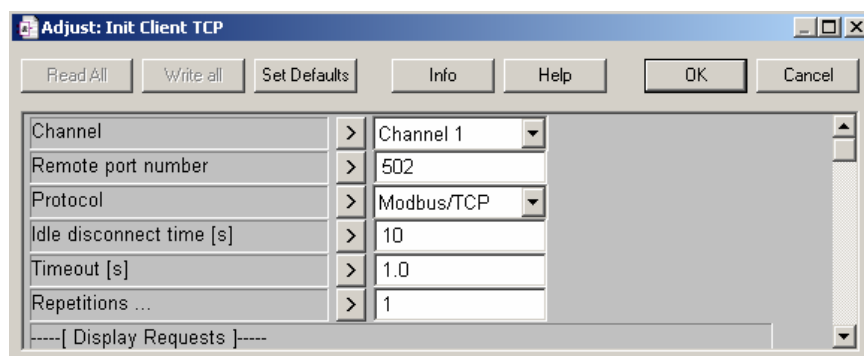 Adjust: Init Client TCP
Read All Write all Set Defaults Info Help OK Cancel
Channel > Channel 1
Remote port number > 502
Protocol > Modbus/TCP
Idle disconnect time [s] > 10
Timeout [s] > 1.0
Repetitions ... > 1
-----[ Display Requests ]-----